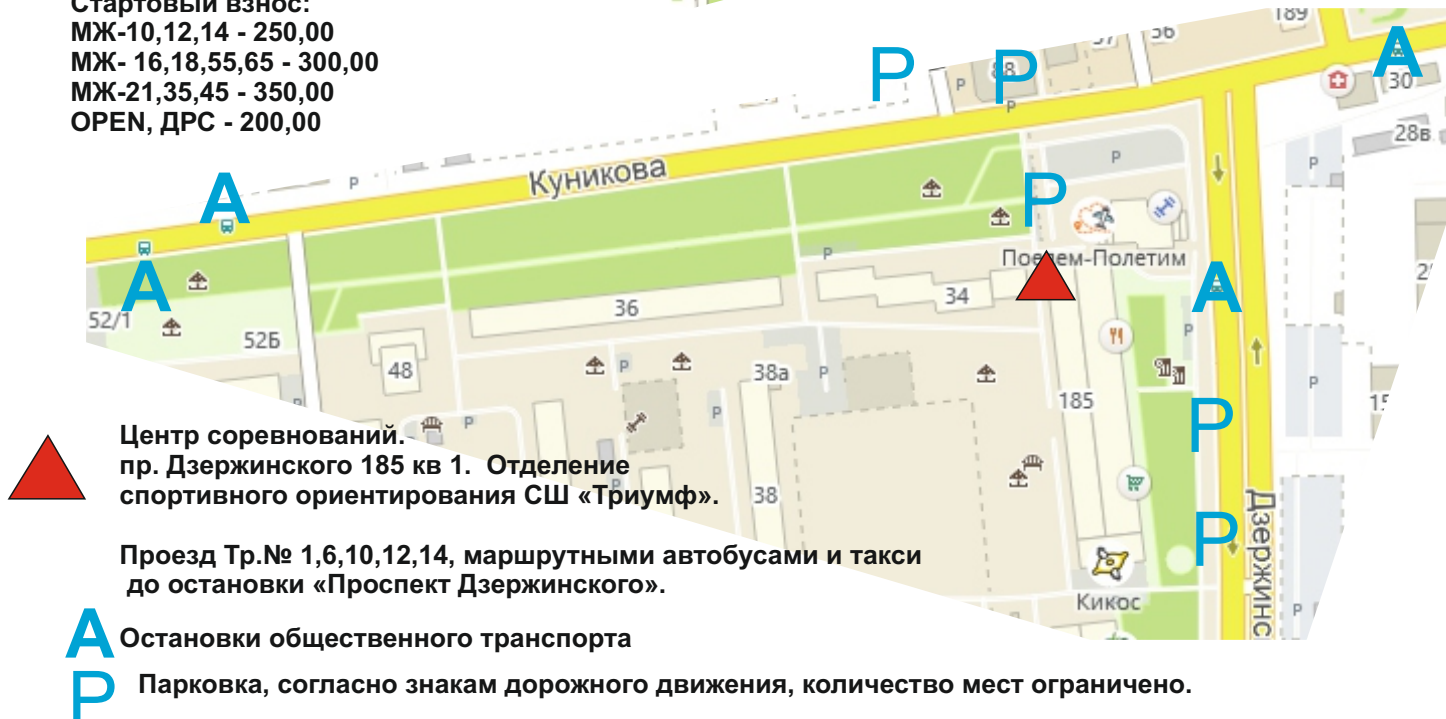 Стартовый взнос:
МЖ-10,12,14 - 250,00
МЖ- 16,18,55,65 - 300,00
МЖ-21,35,45 - 350,00
OPEN, ДРС - 200,00
189
37
56
Р
Р
А
88
Р
Р
30
28в
Куникова
Р
Р
Р
А
Р
Поедем-Полетим
Р
А
А
34
36
52/1
52Б
48
38а
Р
Р
Р
Р
Р
185
Р
Р
Центр соревнований.
пр. Дзержинского 185 кв 1. Отделение
спортивного ориентирования СШ «Триумф».
Р
38
Р
Дзержинс
Проезд Тр.№ 1,6,10,12,14, маршрутными автобусами и такси
до остановки «Проспект Дзержинского».
Кикос
Р
А Остановки общественного транспорта
Р Парковка, согласно знакам дорожного движения, количество мест ограничено.